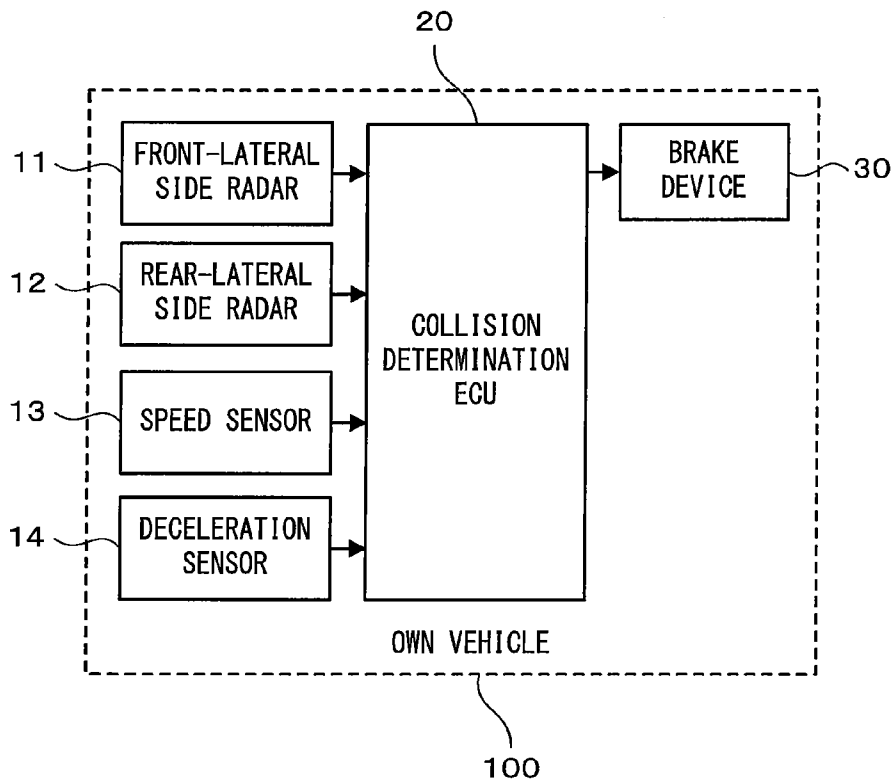 20
11
FRONT-LATERAL
SIDE RADAR
BRAKE
DEVICE
30
12
REAR-LATERAL
SIDE RADAR
COLLISION
DETERMINATION
ECU
13
SPEED SENSOR
14
DECELERATION
SENSOR
OWN VEHICLE
100